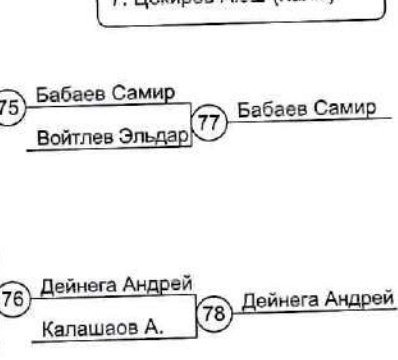 75 Бабаев Самир
77 Бабаев Самир
Войтлев Эльдар
76 Дейнега Андрей
78 Дейнега Андрей
Калашаов А.